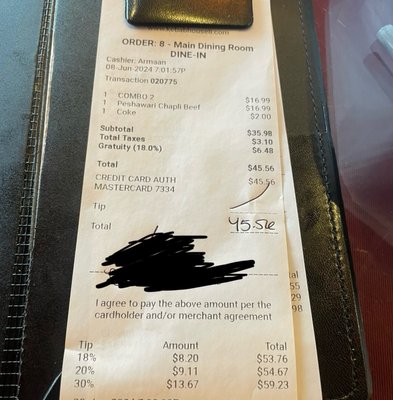 ORDER: 8 - Main Dining Room
DINE-IN
Cashier: Armaan
08-Jun-2024 7:01:57P
Transaction 020775
1 COMBO 2 $16.99
1 Peshawari Chapli Beef $16.99
1 Coke $2.00
Subtotal $35.98
Total Taxes $3.10
Gratuity (18.0%) $6.48
Total $45.56
CREDIT CARD AUTH $45.56
MASTERCARD 7334
Tip
Total 45.56
I agree to pay the above amount per the
cardholder and/or merchant agreement
Tip Amount Total
18% $8.20 $53.76
20% $9.11 $54.67
30% $13.67 $59.23